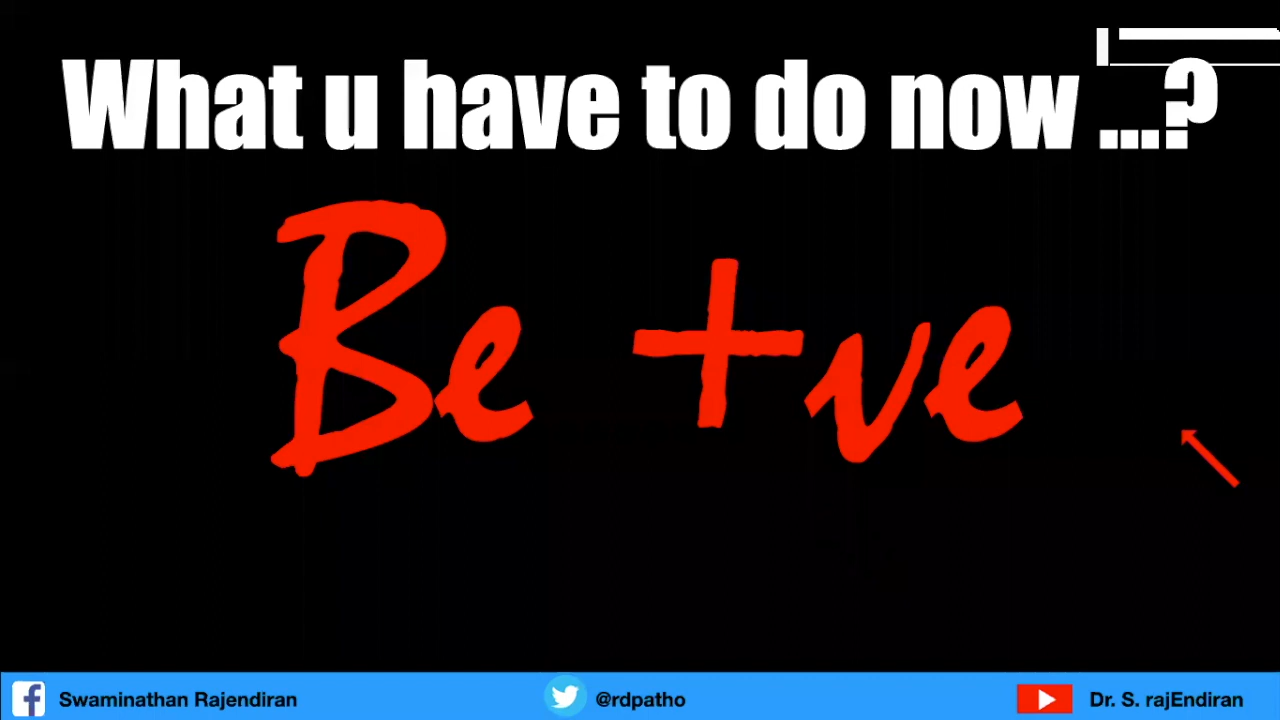 What u have to do now ...?
Be +ve
Swaminathan Rajendiran @rdpatho Dr. S. rajEndiran